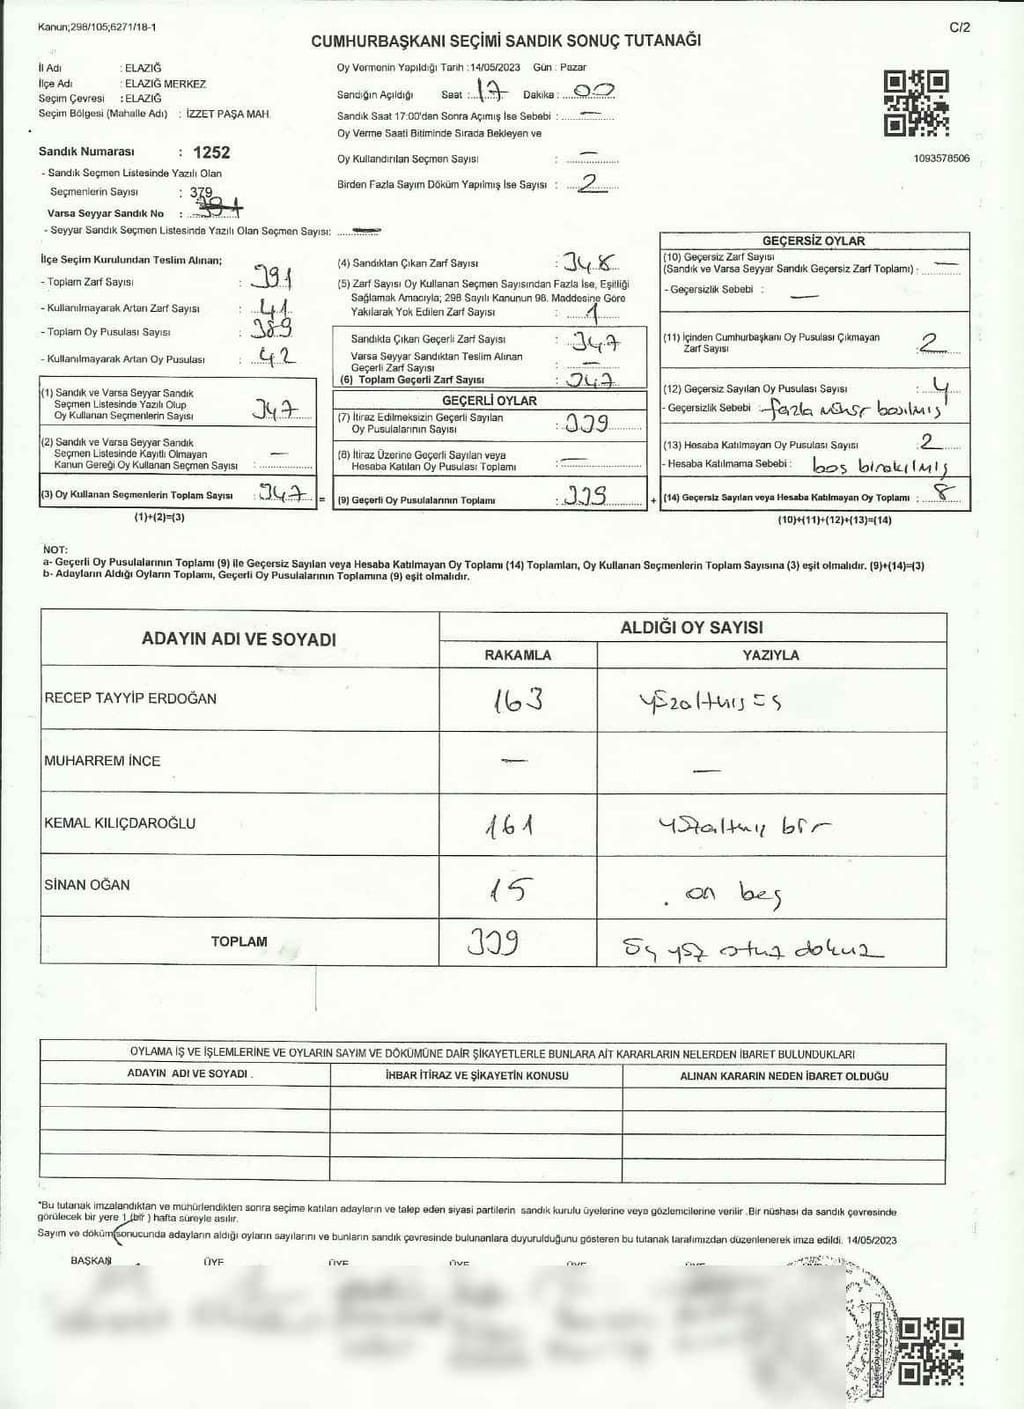 Kanun;298/105;6271/18-1
C/2
CUMHURBAŞKANI SEÇİMİ SANDIK SONUÇ TUTANAĞI
İl Adı : ELAZIĞ
İlçe Adı : ELAZIĞ MERKEZ
Seçim Çevresi : ELAZIĞ
Seçim Bölgesi (Mahalle Adı) : İZZET PAŞA MAH.
Sandık Numarası : 1252
- Sandık Seçmen Listesinde Yazılı Olan
Seçmenlerin Sayısı : 379
Varsa Seyyar Sandık No :
- Seyyar Sandık Seçmen Listesinde Yazılı Olan Seçmen Sayısı:
Oy Vermenin Yapıldığı Tarih :14/05/2023 Gün : Pazar
Sandığın Açıldığı Saat : 17 Dakika : 00
Sandık Saat 17:00'dan Sonra Açımış İse Sebebi : —
Oy Verme Saati Bitiminde Sırada Bekleyen ve
Oy Kullandırılan Seçmen Sayısı : —
Birden Fazla Sayım Döküm Yapılmış İse Sayısı : 2
1093578506
İlçe Seçim Kurulundan Teslim Alınan;
- Toplam Zarf Sayısı : 391
- Kullanılmayarak Artan Zarf Sayısı : 41
- Toplam Oy Pusulası Sayısı : 389
- Kullanılmayarak Artan Oy Pusulası : 42
(1) Sandık ve Varsa Seyyar Sandık
Seçmen Listesinde Yazılı Olup
Oy Kullanan Seçmenlerin Sayısı : 347
(2) Sandık ve Varsa Seyyar Sandık
Seçmen Listesinde Kayıtlı Olmayan
Kanun Gereği Oy Kullanan Seçmen Sayısı : —
(3) Oy Kullanan Seçmenlerin Toplam Sayısı : 347 =
(1)+(2)=(3)
(4) Sandıktan Çıkan Zarf Sayısı : 348
(5) Zarf Sayısı Oy Kullanan Seçmen Sayısından Fazla İse, Eşitliği
Sağlamak Amacıyla; 298 Sayılı Kanunun 98. Maddesine Göre
Yakılarak Yok Edilen Zarf Sayısı : 1
Sandıkla Çıkan Geçerli Zarf Sayısı : 347
Varsa Seyyar Sandıktan Teslim Alınan
Geçerli Zarf Sayısı : —
(6) Toplam Geçerli Zarf Sayısı : 347
GEÇERLİ OYLAR
(7) İtiraz Edilmeksizin Geçerli Sayılan
Oy Pusulalarının Sayısı : 339
(8) İtiraz Üzerine Geçerli Sayılan veya
Hesaba Katılan Oy Pusulası Toplamı : —
(9) Geçerli Oy Pusulalarının Toplamı : 339 +
GEÇERSİZ OYLAR
(10) Geçersiz Zarf Sayısı
(Sandık ve Varsa Seyyar Sandık Geçersiz Zarf Toplamı) : —
- Geçersizlik Sebebi : —
(11) İçinden Cumhurbaşkanı Oy Pusulası Çıkmayan
Zarf Sayısı : 2
(12) Geçersiz Sayılan Oy Pusulası Sayısı : 4
- Geçersizlik Sebebi : fazla mühür basılmış
(13) Hesaba Katılmayan Oy Pusulası Sayısı : 2
- Hesaba Katılmama Sebebi : boş bırakılmış
(14) Geçersiz Sayılan veya Hesaba Katılmayan Oy Toplamı : 8
(10)+(11)+(12)+(13)=(14)
NOT:
a- Geçerli Oy Pusulalarının Toplamı (9) ile Geçersiz Sayılan veya Hesaba Katılmayan Oy Toplamı (14) Toplamları, Oy Kullanan Seçmenlerin Toplam Sayısına (3) eşit olmalıdır. (9)+(14)=(3)
b- Adayların Aldığı Oyların Toplamı, Geçerli Oy Pusulalarının Toplamına (9) eşit olmalıdır.
ADAYIN ADI VE SOYADI
ALDIĞI OY SAYISI
RAKAMLA YAZIYLA
RECEP TAYYİP ERDOĞAN 163 yüzaltmış üç
MUHARREM İNCE — —
KEMAL KILIÇDAROĞLU 161 yüzaltmış bir
SİNAN OĞAN 15 on beş
TOPLAM 339 üç yüz otuz dokuz
OYLAMA İŞ VE İŞLEMLERİNE VE OYLARIN SAYIM VE DÖKÜMÜNE DAİR ŞİKAYETLERLE BUNLARA AİT KARARLARIN NELERDEN İBARET BULUNDUKLARI
ADAYIN ADI VE SOYADI . İHBAR İTİRAZ VE ŞİKAYETİN KONUSU ALINAN KARARIN NEDEN İBARET OLDUĞU
*Bu tutanak imzalandıktan ve mühürlendikten sonra seçime katılan adayların ve talep eden siyasi partilerin sandık kurulu üyelerine veya gözlemcilerine verilir .Bir nüshası da sandık çevresinde
görülecek bir yere 1 (bir ) hafta süreyle asılır.
Sayım ve döküm sonucunda adayların aldığı oyların sayılarını ve bunların sandık çevresinde bulunanlara duyurulduğunu gösteren bu tutanak tarafımızdan düzenlenerek imza edildi. 14/05/2023
BAŞKAN ÜYE ÜYE ÜYE ÜYE ÜYE